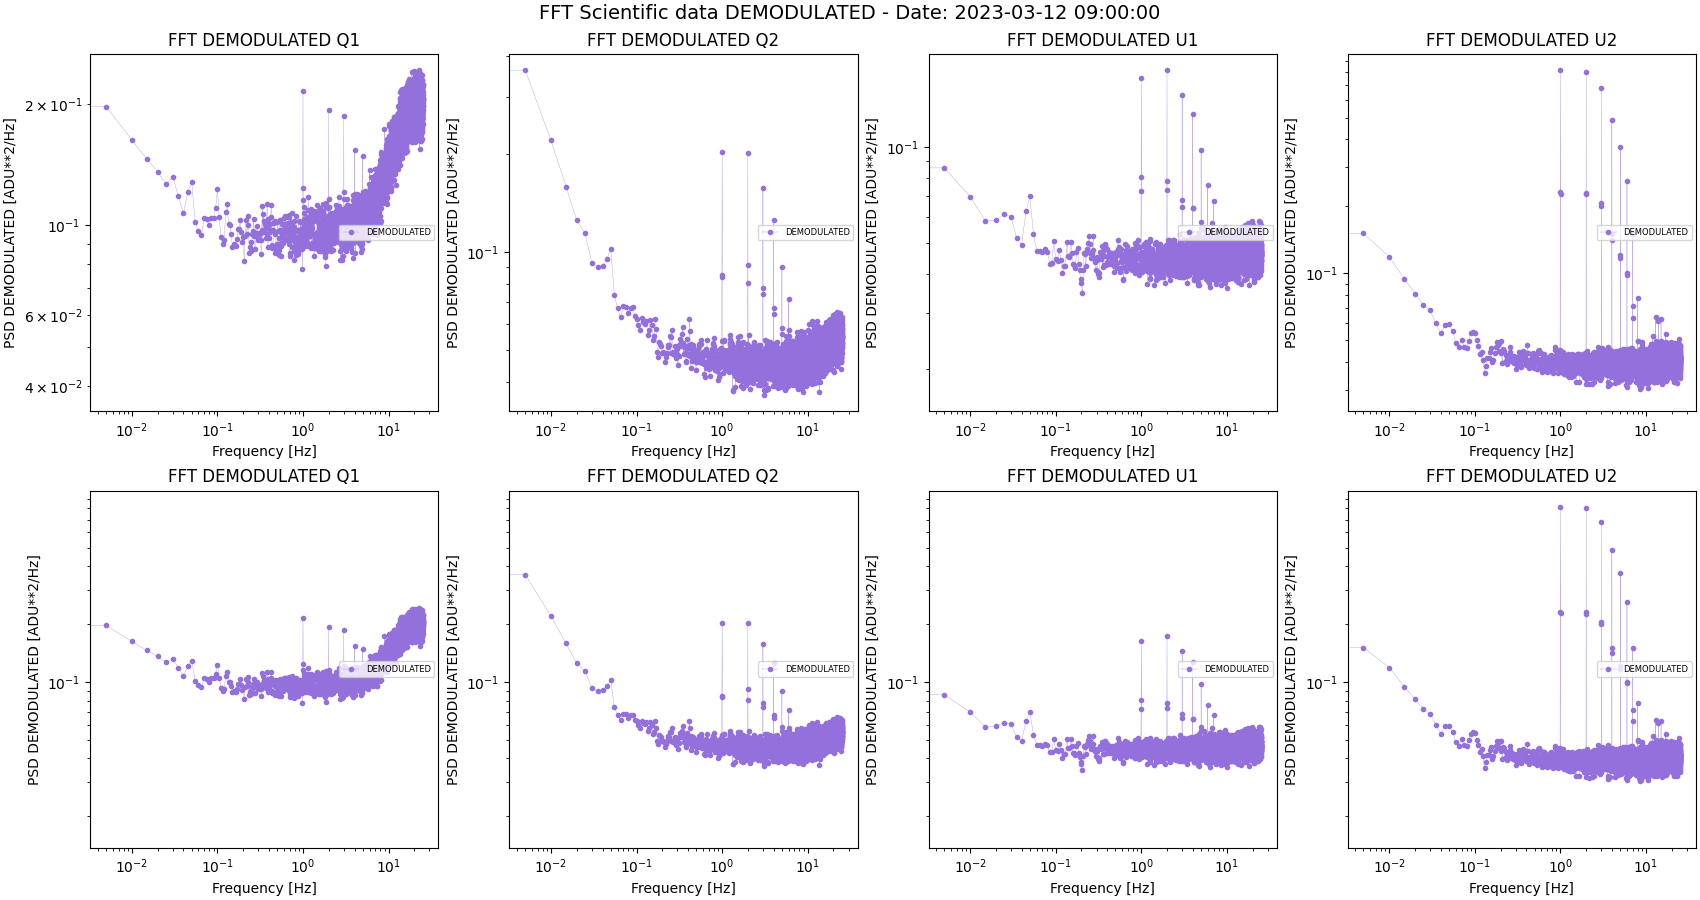 FFT Scientific data DEMODULATED - Date: 2023-03-12 09:00:00
FFT DEMODULATED Q1
FFT DEMODULATED Q2
FFT DEMODULATED U1
FFT DEMODULATED U2
PSD DEMODULATED [ADU**2/Hz]
2 × 10⁻¹
10⁻¹
6 × 10⁻²
4 × 10⁻²
DEMODULATED
10⁻² 10⁻¹ 10⁰ 10¹
Frequency [Hz]
PSD DEMODULATED [ADU**2/Hz]
10⁻¹
DEMODULATED
10⁻² 10⁻¹ 10⁰ 10¹
Frequency [Hz]
PSD DEMODULATED [ADU**2/Hz]
10⁻¹
DEMODULATED
10⁻² 10⁻¹ 10⁰ 10¹
Frequency [Hz]
PSD DEMODULATED [ADU**2/Hz]
10⁻¹
DEMODULATED
10⁻² 10⁻¹ 10⁰ 10¹
Frequency [Hz]
FFT DEMODULATED Q1
FFT DEMODULATED Q2
FFT DEMODULATED U1
FFT DEMODULATED U2
PSD DEMODULATED [ADU**2/Hz]
10⁻¹
DEMODULATED
10⁻² 10⁻¹ 10⁰ 10¹
Frequency [Hz]
PSD DEMODULATED [ADU**2/Hz]
10⁻¹
DEMODULATED
10⁻² 10⁻¹ 10⁰ 10¹
Frequency [Hz]
PSD DEMODULATED [ADU**2/Hz]
10⁻¹
DEMODULATED
10⁻² 10⁻¹ 10⁰ 10¹
Frequency [Hz]
PSD DEMODULATED [ADU**2/Hz]
10⁻¹
DEMODULATED
10⁻² 10⁻¹ 10⁰ 10¹
Frequency [Hz]